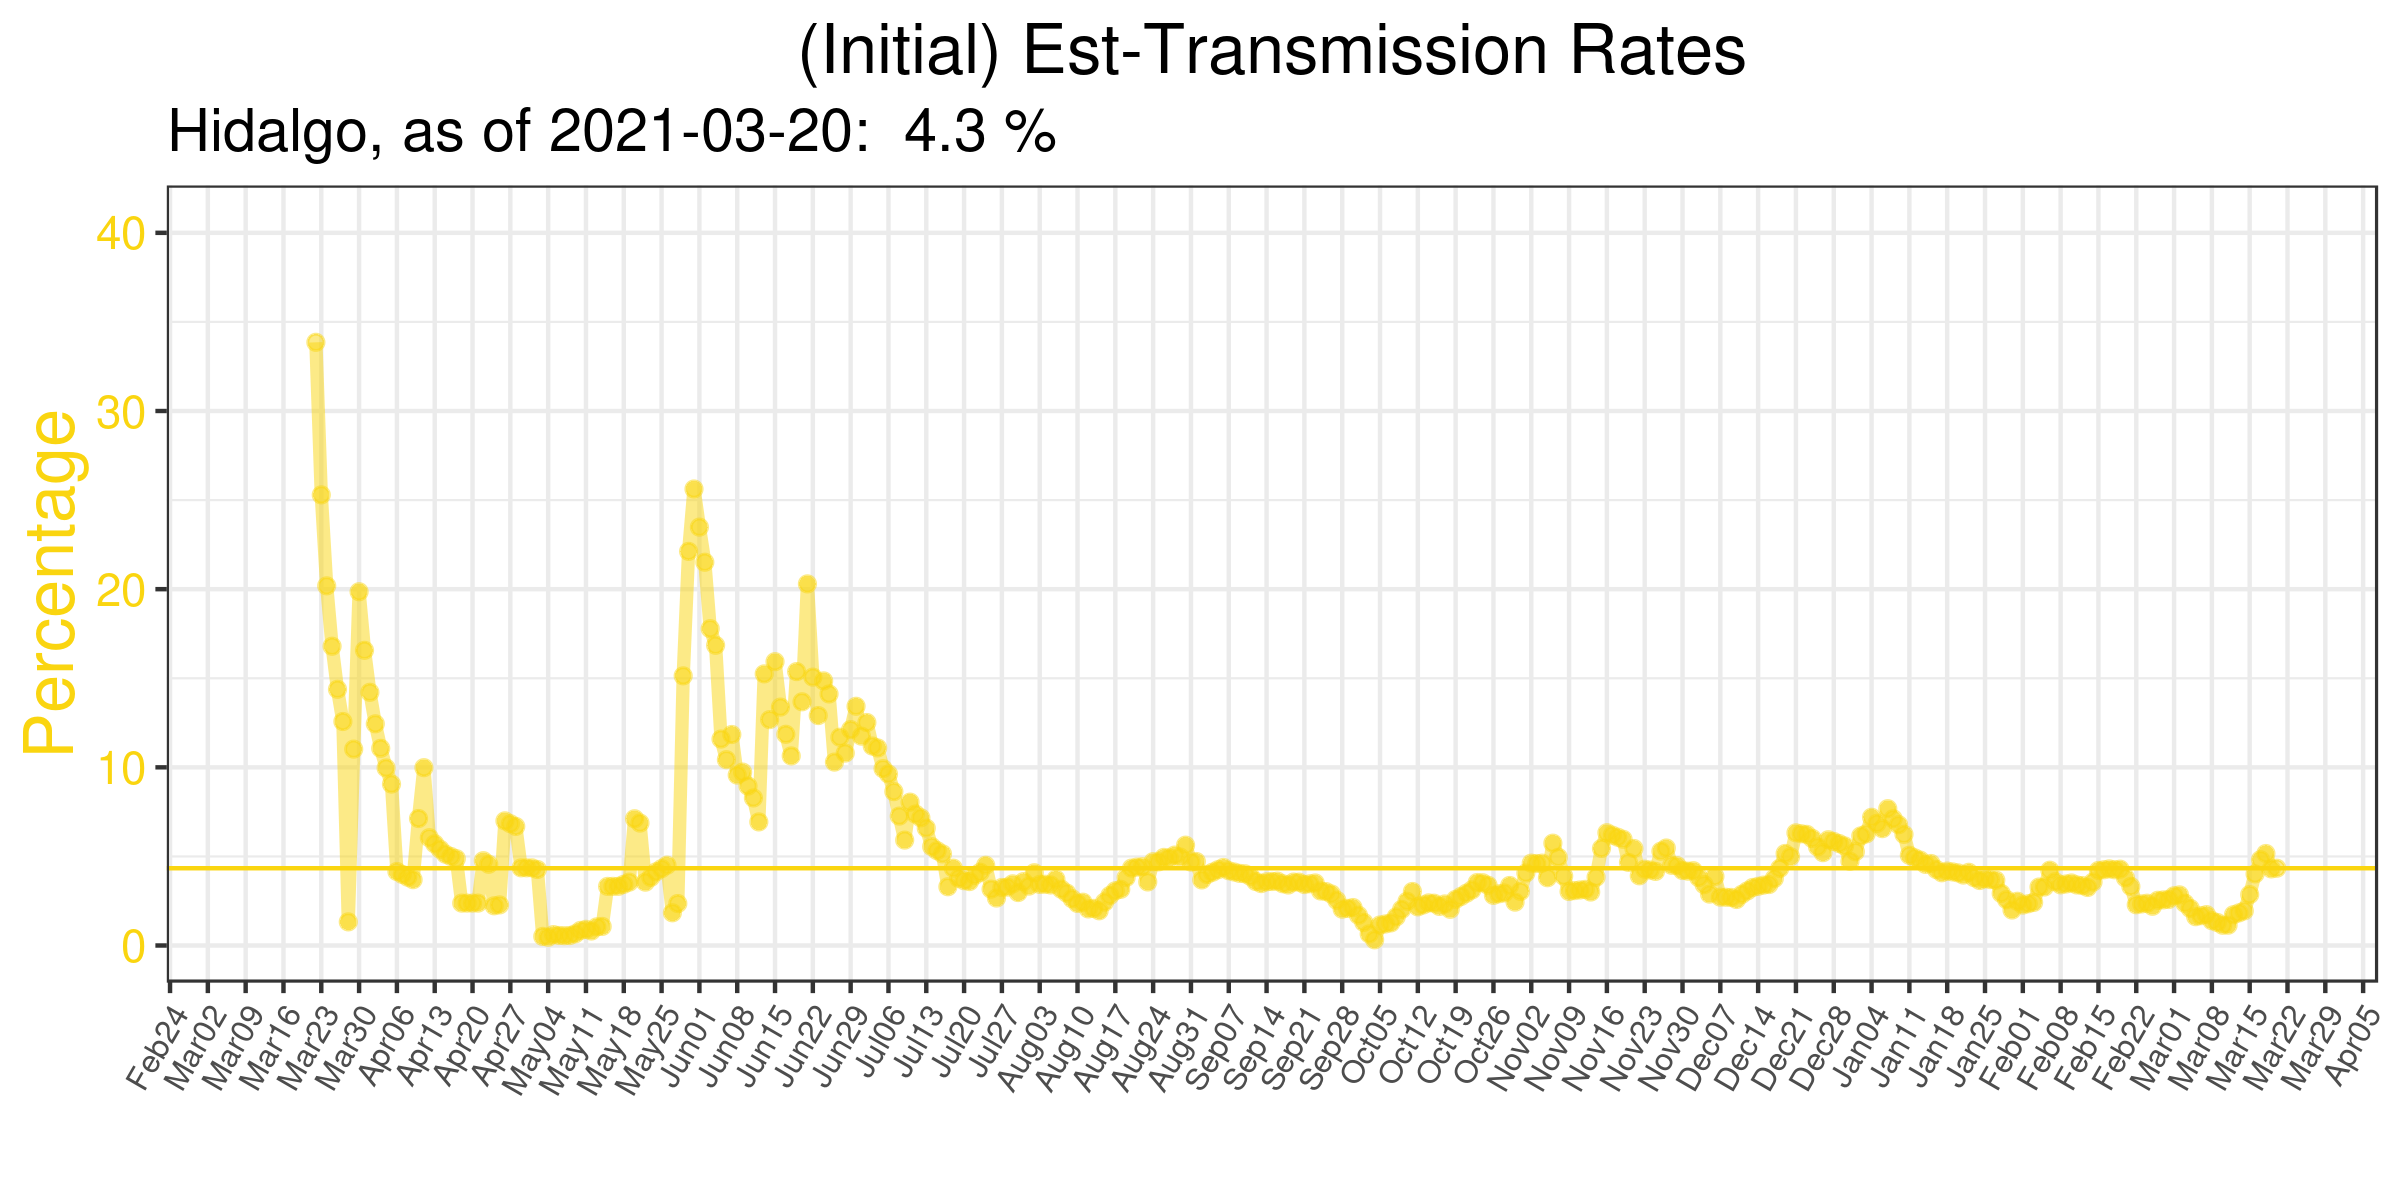 (Initial) Est-Transmission Rates
Hidalgo, as of 2021-03-20:  4.3 %
Percentage
40
30
20
10
0
Feb24
Mar02
Mar09
Mar16
Mar23
Mar30
Apr06
Apr13
Apr20
Apr27
May04
May11
May18
May25
Jun01
Jun08
Jun15
Jun22
Jun29
Jul06
Jul13
Jul20
Jul27
Aug03
Aug10
Aug17
Aug24
Aug31
Sep07
Sep14
Sep21
Sep28
Oct05
Oct12
Oct19
Oct26
Nov02
Nov09
Nov16
Nov23
Nov30
Dec07
Dec14
Dec21
Dec28
Jan04
Jan11
Jan18
Jan25
Feb01
Feb08
Feb15
Feb22
Mar01
Mar08
Mar15
Mar22
Mar29
Apr05